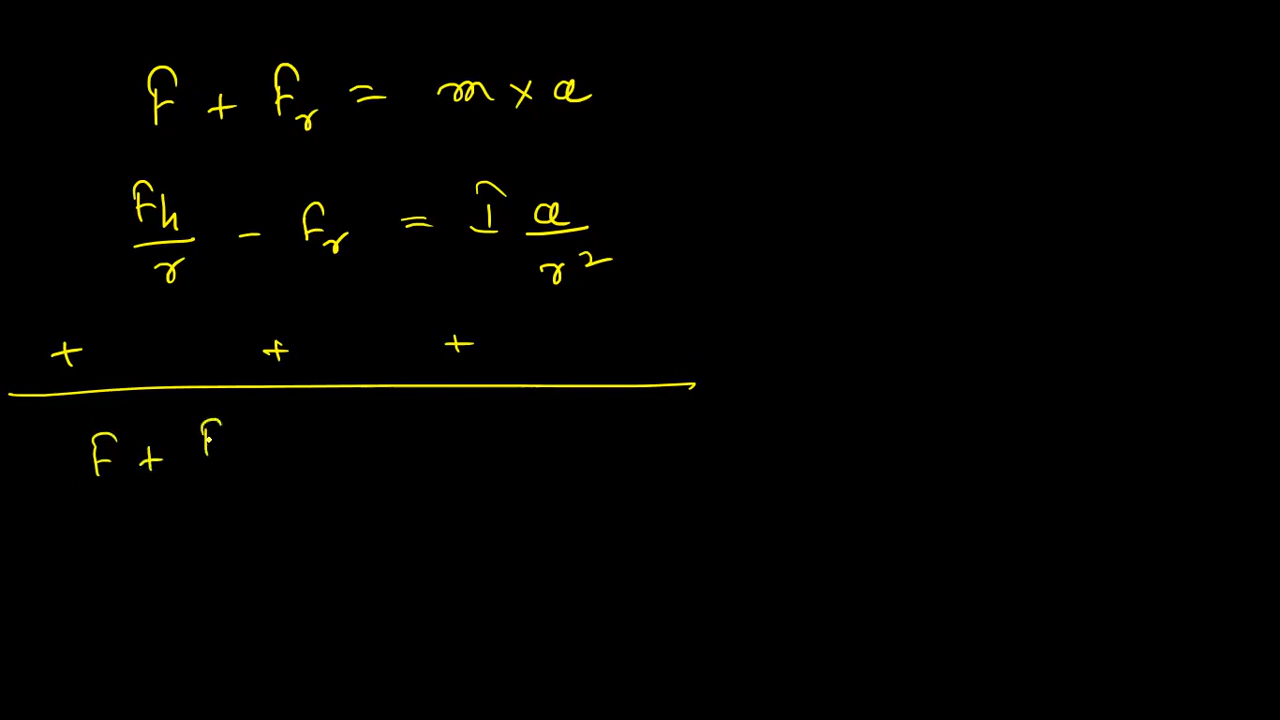 F + Fr = m × a
Fh/r - Fr = I a/r²
+ + +
F + F